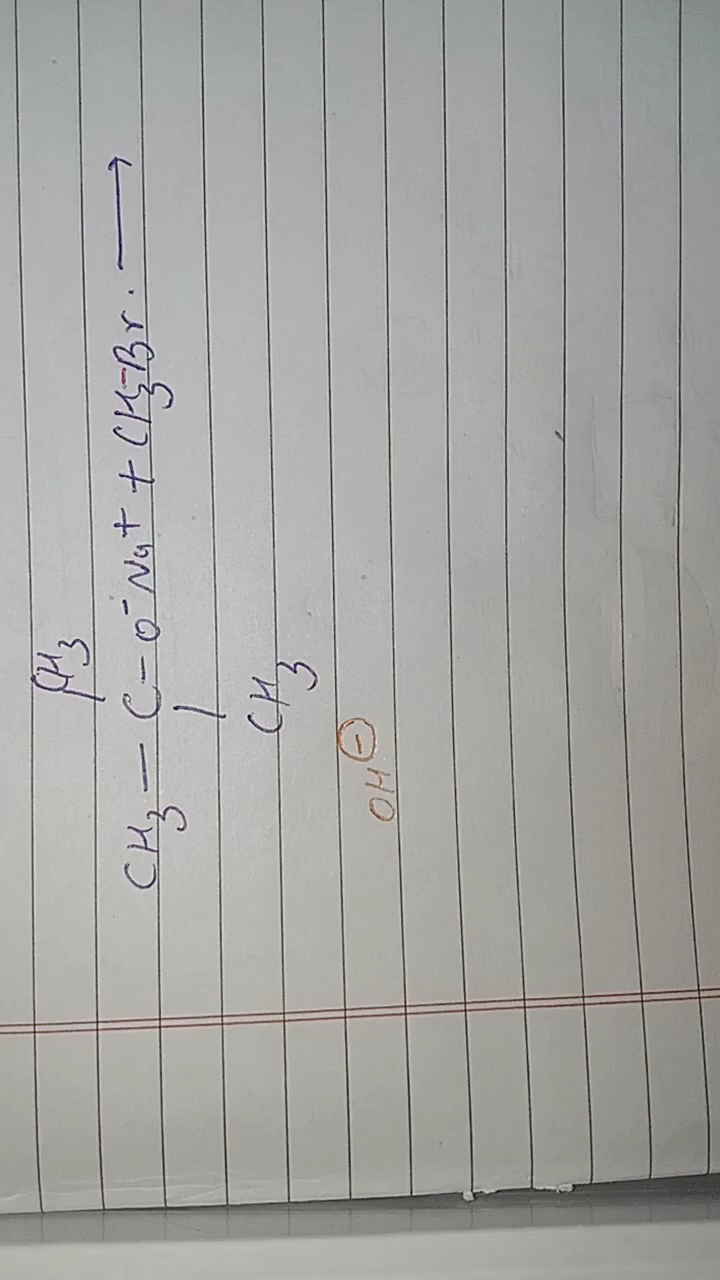 CH3
CH3 — C - O⁻ Na+ + CH3-Br. ⟶
|
CH3
OH⊖